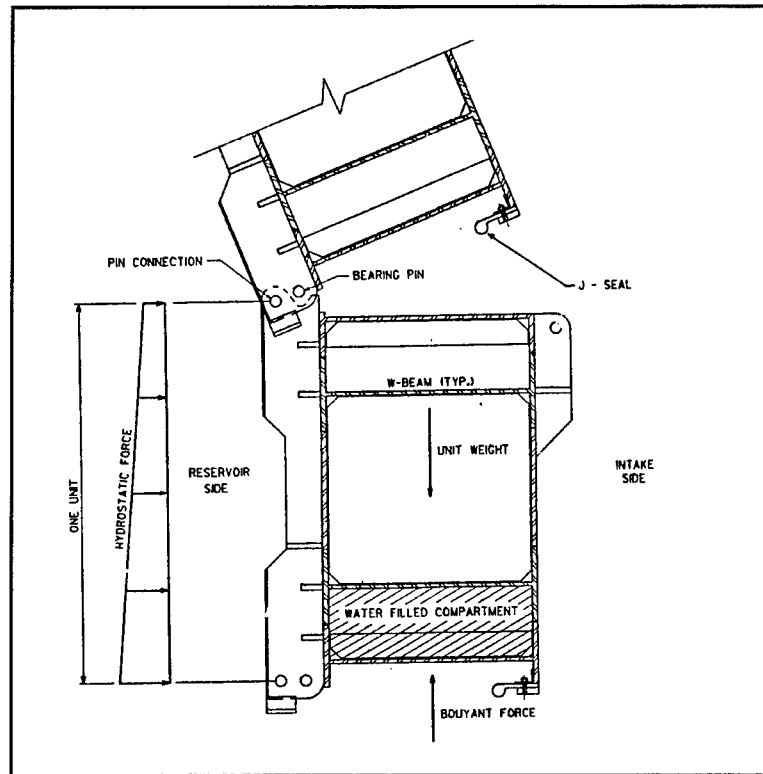 PIN CONNECTION
BEARING PIN
J - SEAL
W-BEAM (TYP.)
UNIT WEIGHT
INTAKE
SIDE
RESERVOIR
SIDE
HYDROSTATIC FORCE
ONE UNIT
WATER FILLED COMPARTMENT
BOUYANT FORCE